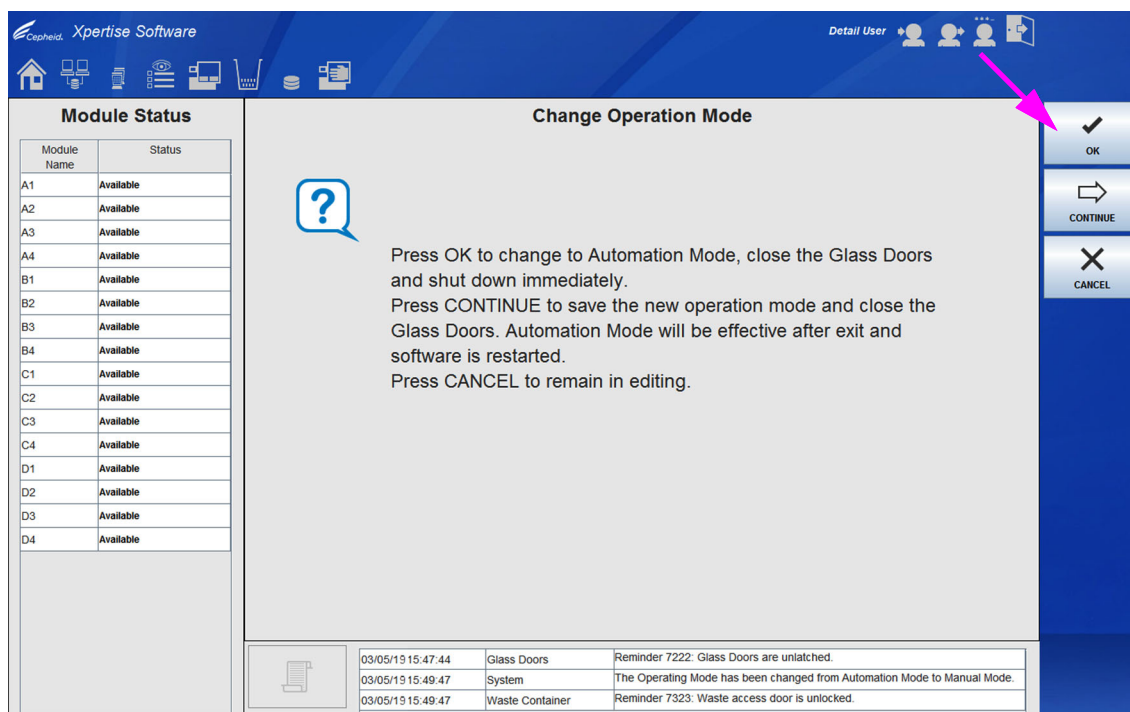 Cepheid. Xpertise Software
Detail User
Module Status
Module Name Status
A1 Available
A2 Available
A3 Available
A4 Available
B1 Available
B2 Available
B3 Available
B4 Available
C1 Available
C2 Available
C3 Available
C4 Available
D1 Available
D2 Available
D3 Available
D4 Available
Change Operation Mode
?
Press OK to change to Automation Mode, close the Glass Doors
and shut down immediately.
Press CONTINUE to save the new operation mode and close the
Glass Doors. Automation Mode will be effective after exit and
software is restarted.
Press CANCEL to remain in editing.
OK
CONTINUE
CANCEL
03/05/19 15:47:44 Glass Doors Reminder 7222: Glass Doors are unlatched.
03/05/19 15:49:47 System The Operating Mode has been changed from Automation Mode to Manual Mode.
03/05/19 15:49:47 Waste Container Reminder 7323: Waste access door is unlocked.